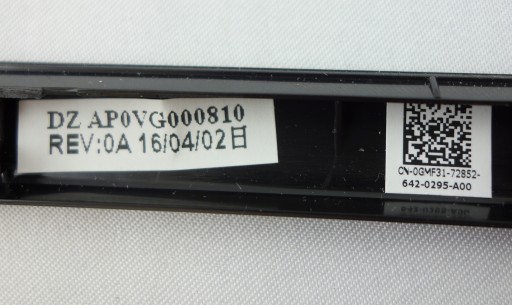 DZ AP0VG000810
REV:0A 16/04/02日
CN-0GMF31-72852-
642-0295-A00